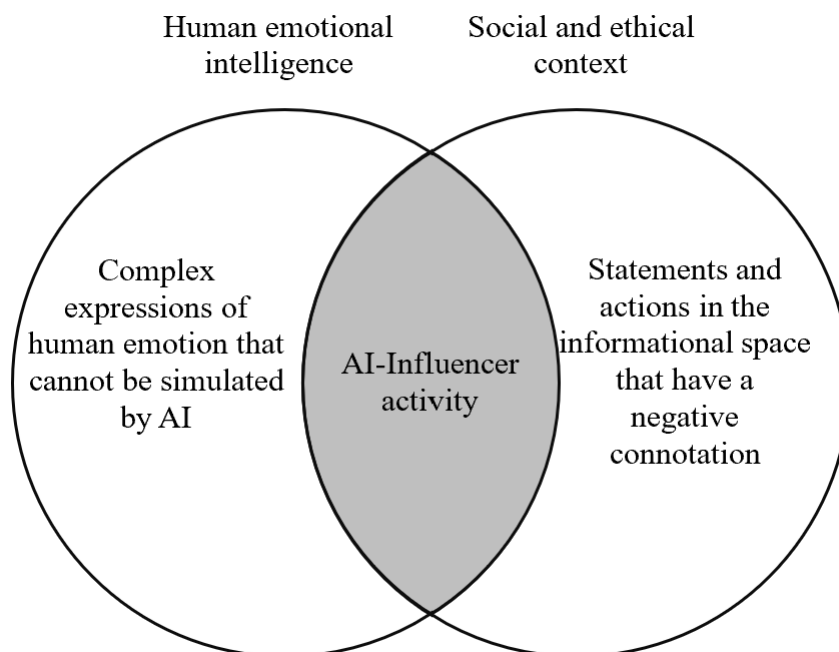 Human emotional
intelligence
Social and ethical
context
Complex
expressions of
human emotion that
cannot be simulated
by AI
AI-Influencer
activity
Statements and
actions in the
informational space
that have a
negative
connotation